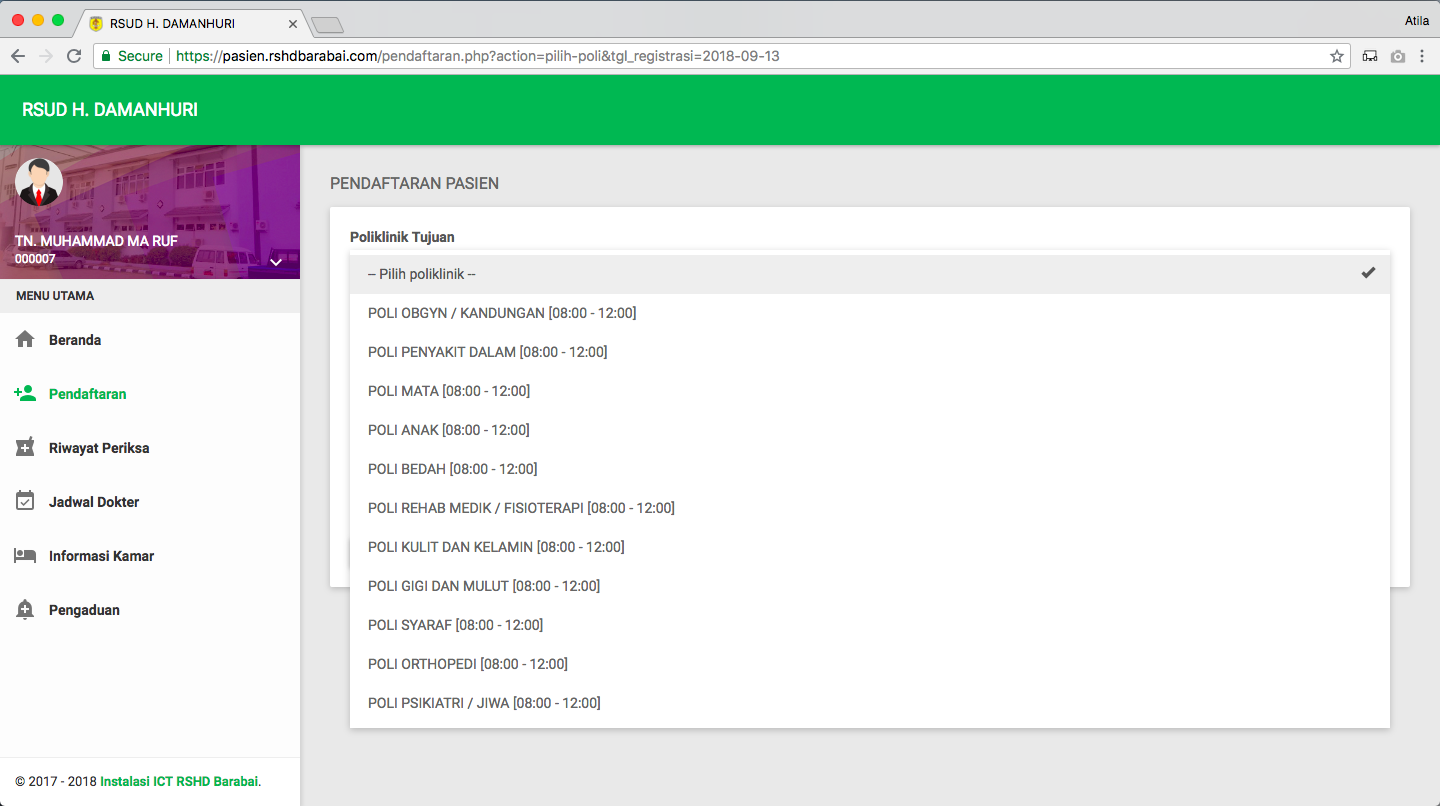 RSUD H. DAMANHURI
Atila
Secure
https://pasien.rshdbarabai.com/pendaftaran.php?action=pilih-poli&tgl_registrasi=2018-09-13
RSUD H. DAMANHURI
TN. MUHAMMAD MA RUF
000007
MENU UTAMA
Beranda
Pendaftaran
Riwayat Periksa
Jadwal Dokter
Informasi Kamar
Pengaduan
© 2017 - 2018 Instalasi ICT RSHD Barabai.
PENDAFTARAN PASIEN
Poliklinik Tujuan
-- Pilih poliklinik --
POLI OBGYN / KANDUNGAN [08:00 - 12:00]
POLI PENYAKIT DALAM [08:00 - 12:00]
POLI MATA [08:00 - 12:00]
POLI ANAK [08:00 - 12:00]
POLI BEDAH [08:00 - 12:00]
POLI REHAB MEDIK / FISIOTERAPI [08:00 - 12:00]
POLI KULIT DAN KELAMIN [08:00 - 12:00]
POLI GIGI DAN MULUT [08:00 - 12:00]
POLI SYARAF [08:00 - 12:00]
POLI ORTHOPEDI [08:00 - 12:00]
POLI PSIKIATRI / JIWA [08:00 - 12:00]